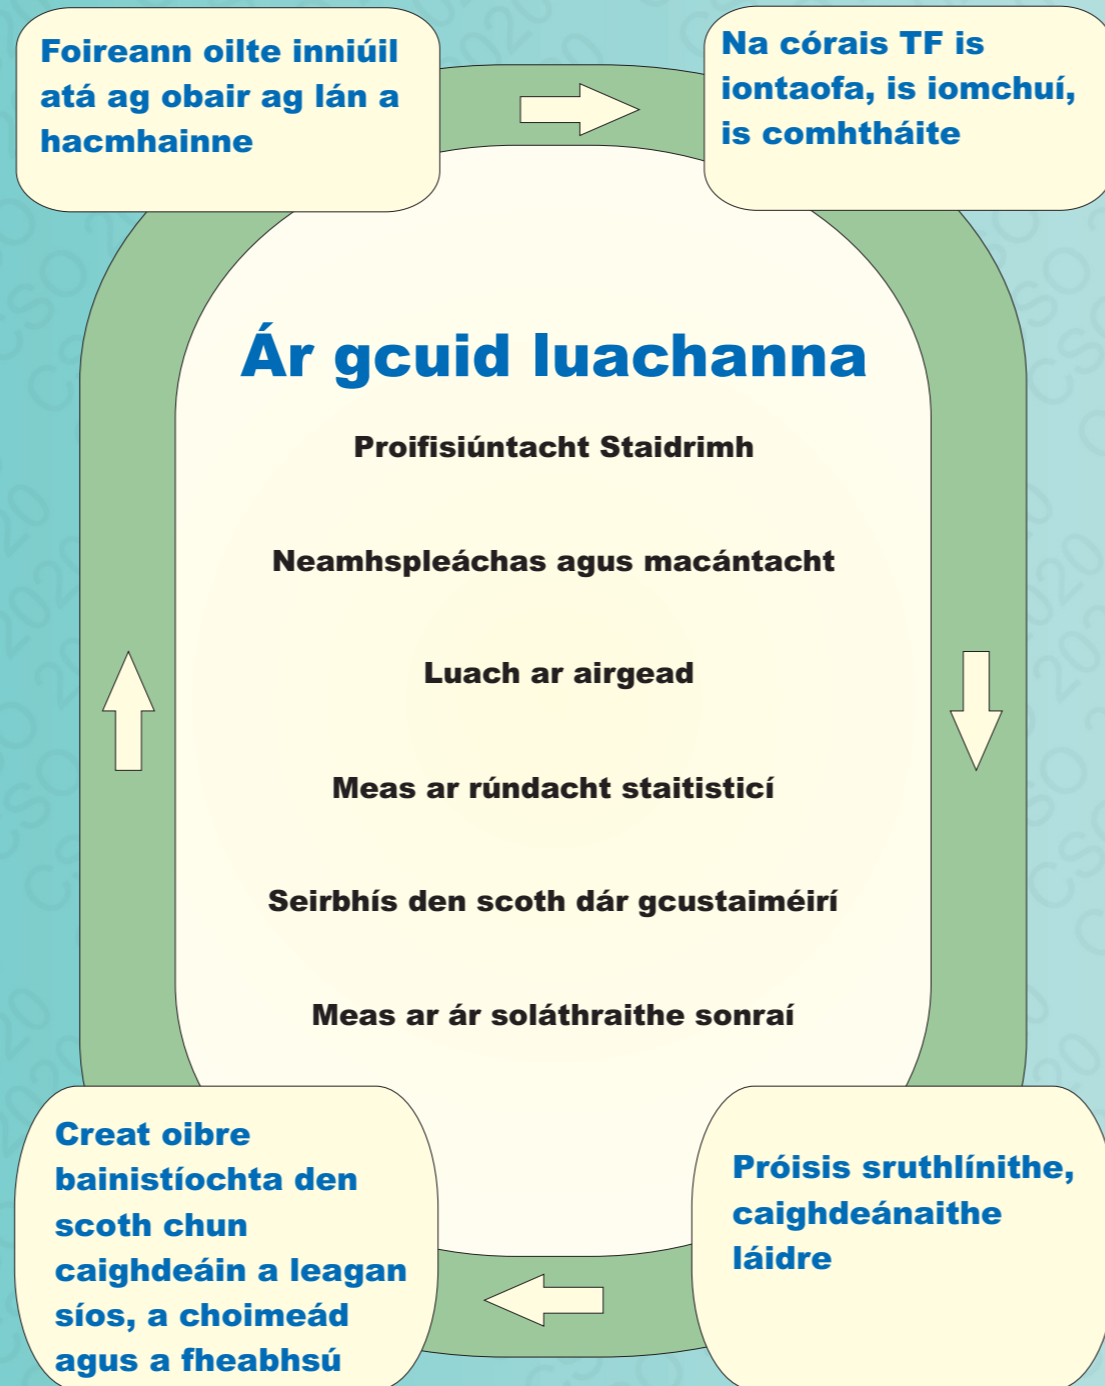 Foireann oilte inniúil
atá ag obair ag lán a
hacmhainne
Na córais TF is
iontaofa, is iomchuí,
is comhtháite
Ár gcuid luachanna
Proifisiúntacht Staidrimh
Neamhspleáchas agus macántacht
Luach ar airgead
Meas ar rúndacht staitisticí
Seirbhís den scoth dár gcustaiméirí
Meas ar ár soláthraithe sonraí
Creat oibre
bainistíochta den
scoth chun
caighdeáin a leagan
síos, a choimeád
agus a fheabhsú
Próisis sruthlínithe,
caighdeánaithe
láidre